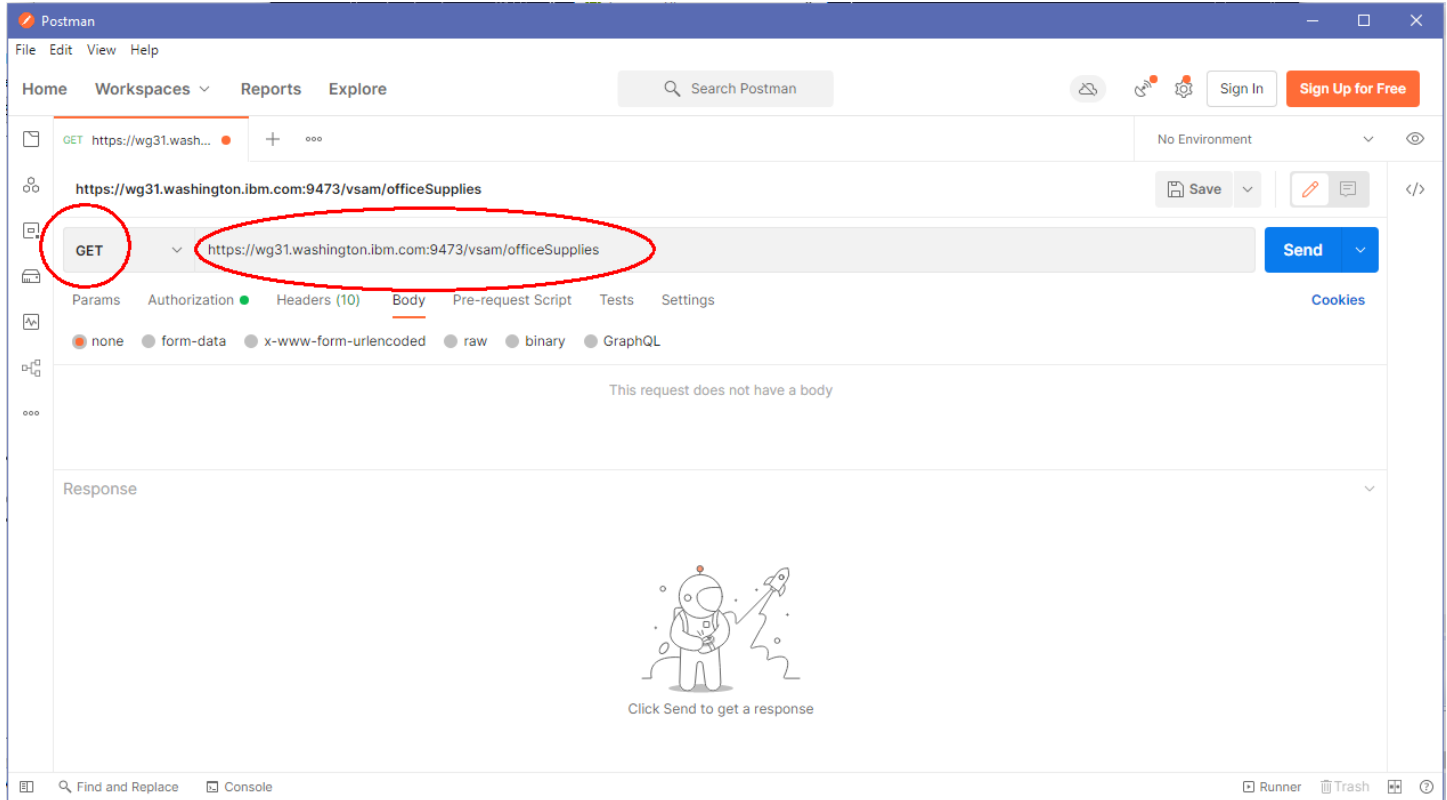 Postman
File Edit View Help
Home Workspaces Reports Explore Search Postman Sign In Sign Up for Free
GET https://wg31.wash... No Environment
https://wg31.washington.ibm.com:9473/vsam/officeSupplies Save
GET https://wg31.washington.ibm.com:9473/vsam/officeSupplies Send
Params Authorization Headers (10) Body Pre-request Script Tests Settings Cookies
none form-data x-www-form-urlencoded raw binary GraphQL
This request does not have a body
Response
Click Send to get a response
Find and Replace Console Runner Trash